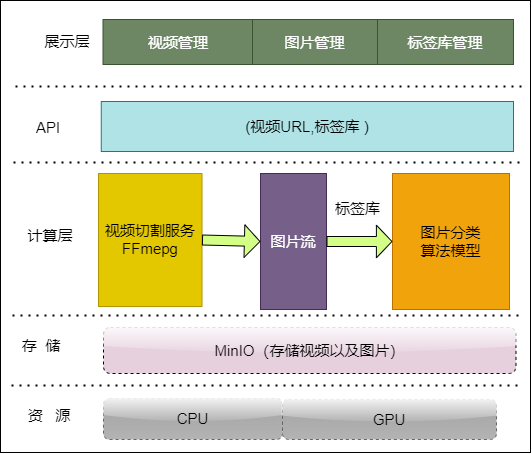 展示层
视频管理
图片管理
标签库管理
API
(视频URL,标签库 )
计算层
视频切割服务
FFmepg
图片流
标签库
图片分类
算法模型
存 储
MinIO（存储视频以及图片）
资 源
CPU
GPU